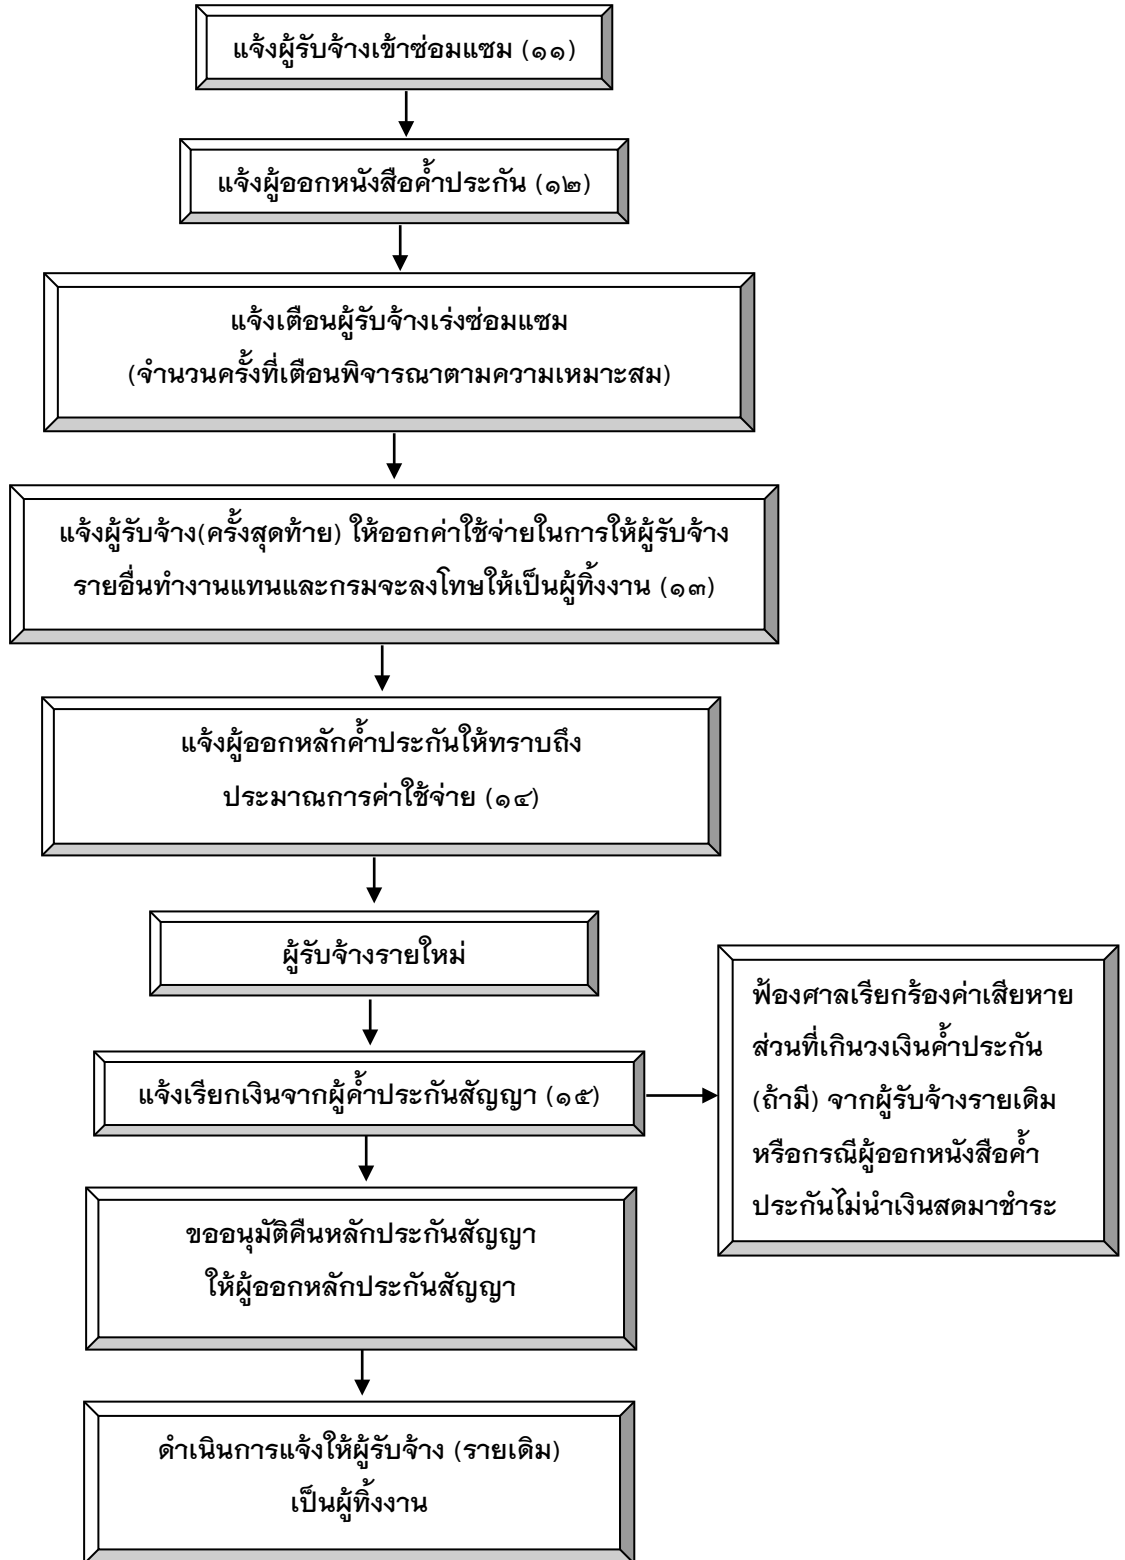 แจ้งผู้รับจ้างเข้าซ่อมแซม (๑๑)
แจ้งผู้ออกหนังสือค้ำประกัน (๑๒)
แจ้งเตือนผู้รับจ้างเร่งซ่อมแซม
(จำนวนครั้งที่เตือนพิจารณาตามความเหมาะสม)
แจ้งผู้รับจ้าง(ครั้งสุดท้าย) ให้ออกค่าใช้จ่ายในการให้ผู้รับจ้าง
รายอื่นทำงานแทนและกรมจะลงโทษให้เป็นผู้ทิ้งงาน (๑๓)
แจ้งผู้ออกหลักค้ำประกันให้ทราบถึง
ประมาณการค่าใช้จ่าย (๑๔)
ผู้รับจ้างรายใหม่
แจ้งเรียกเงินจากผู้ค้ำประกันสัญญา (๑๕)
ฟ้องศาลเรียกร้องค่าเสียหาย
ส่วนที่เกินวงเงินค้ำประกัน
(ถ้ามี) จากผู้รับจ้างรายเดิม
หรือกรณีผู้ออกหนังสือค้ำ
ประกันไม่นำเงินสดมาชำระ
ขออนุมัติคืนหลักประกันสัญญา
ให้ผู้ออกหลักประกันสัญญา
ดำเนินการแจ้งให้ผู้รับจ้าง (รายเดิม)
เป็นผู้ทิ้งงาน